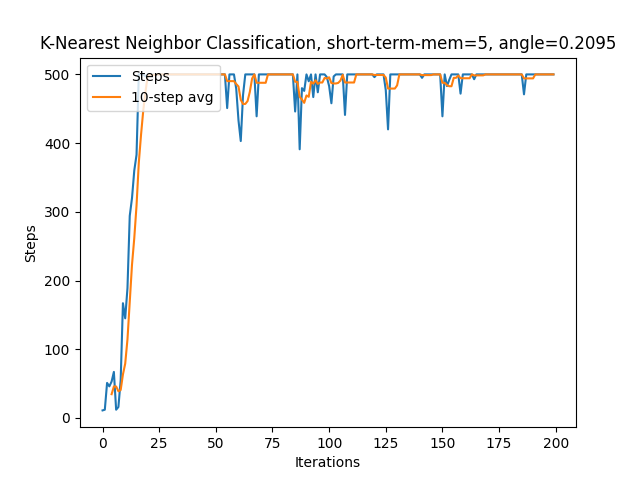 K-Nearest Neighbor Classification, short-term-mem=5, angle=0.2095
Steps
10-step avg
500
400
300
200
100
0
Steps
0 25 50 75 100 125 150 175 200
Iterations